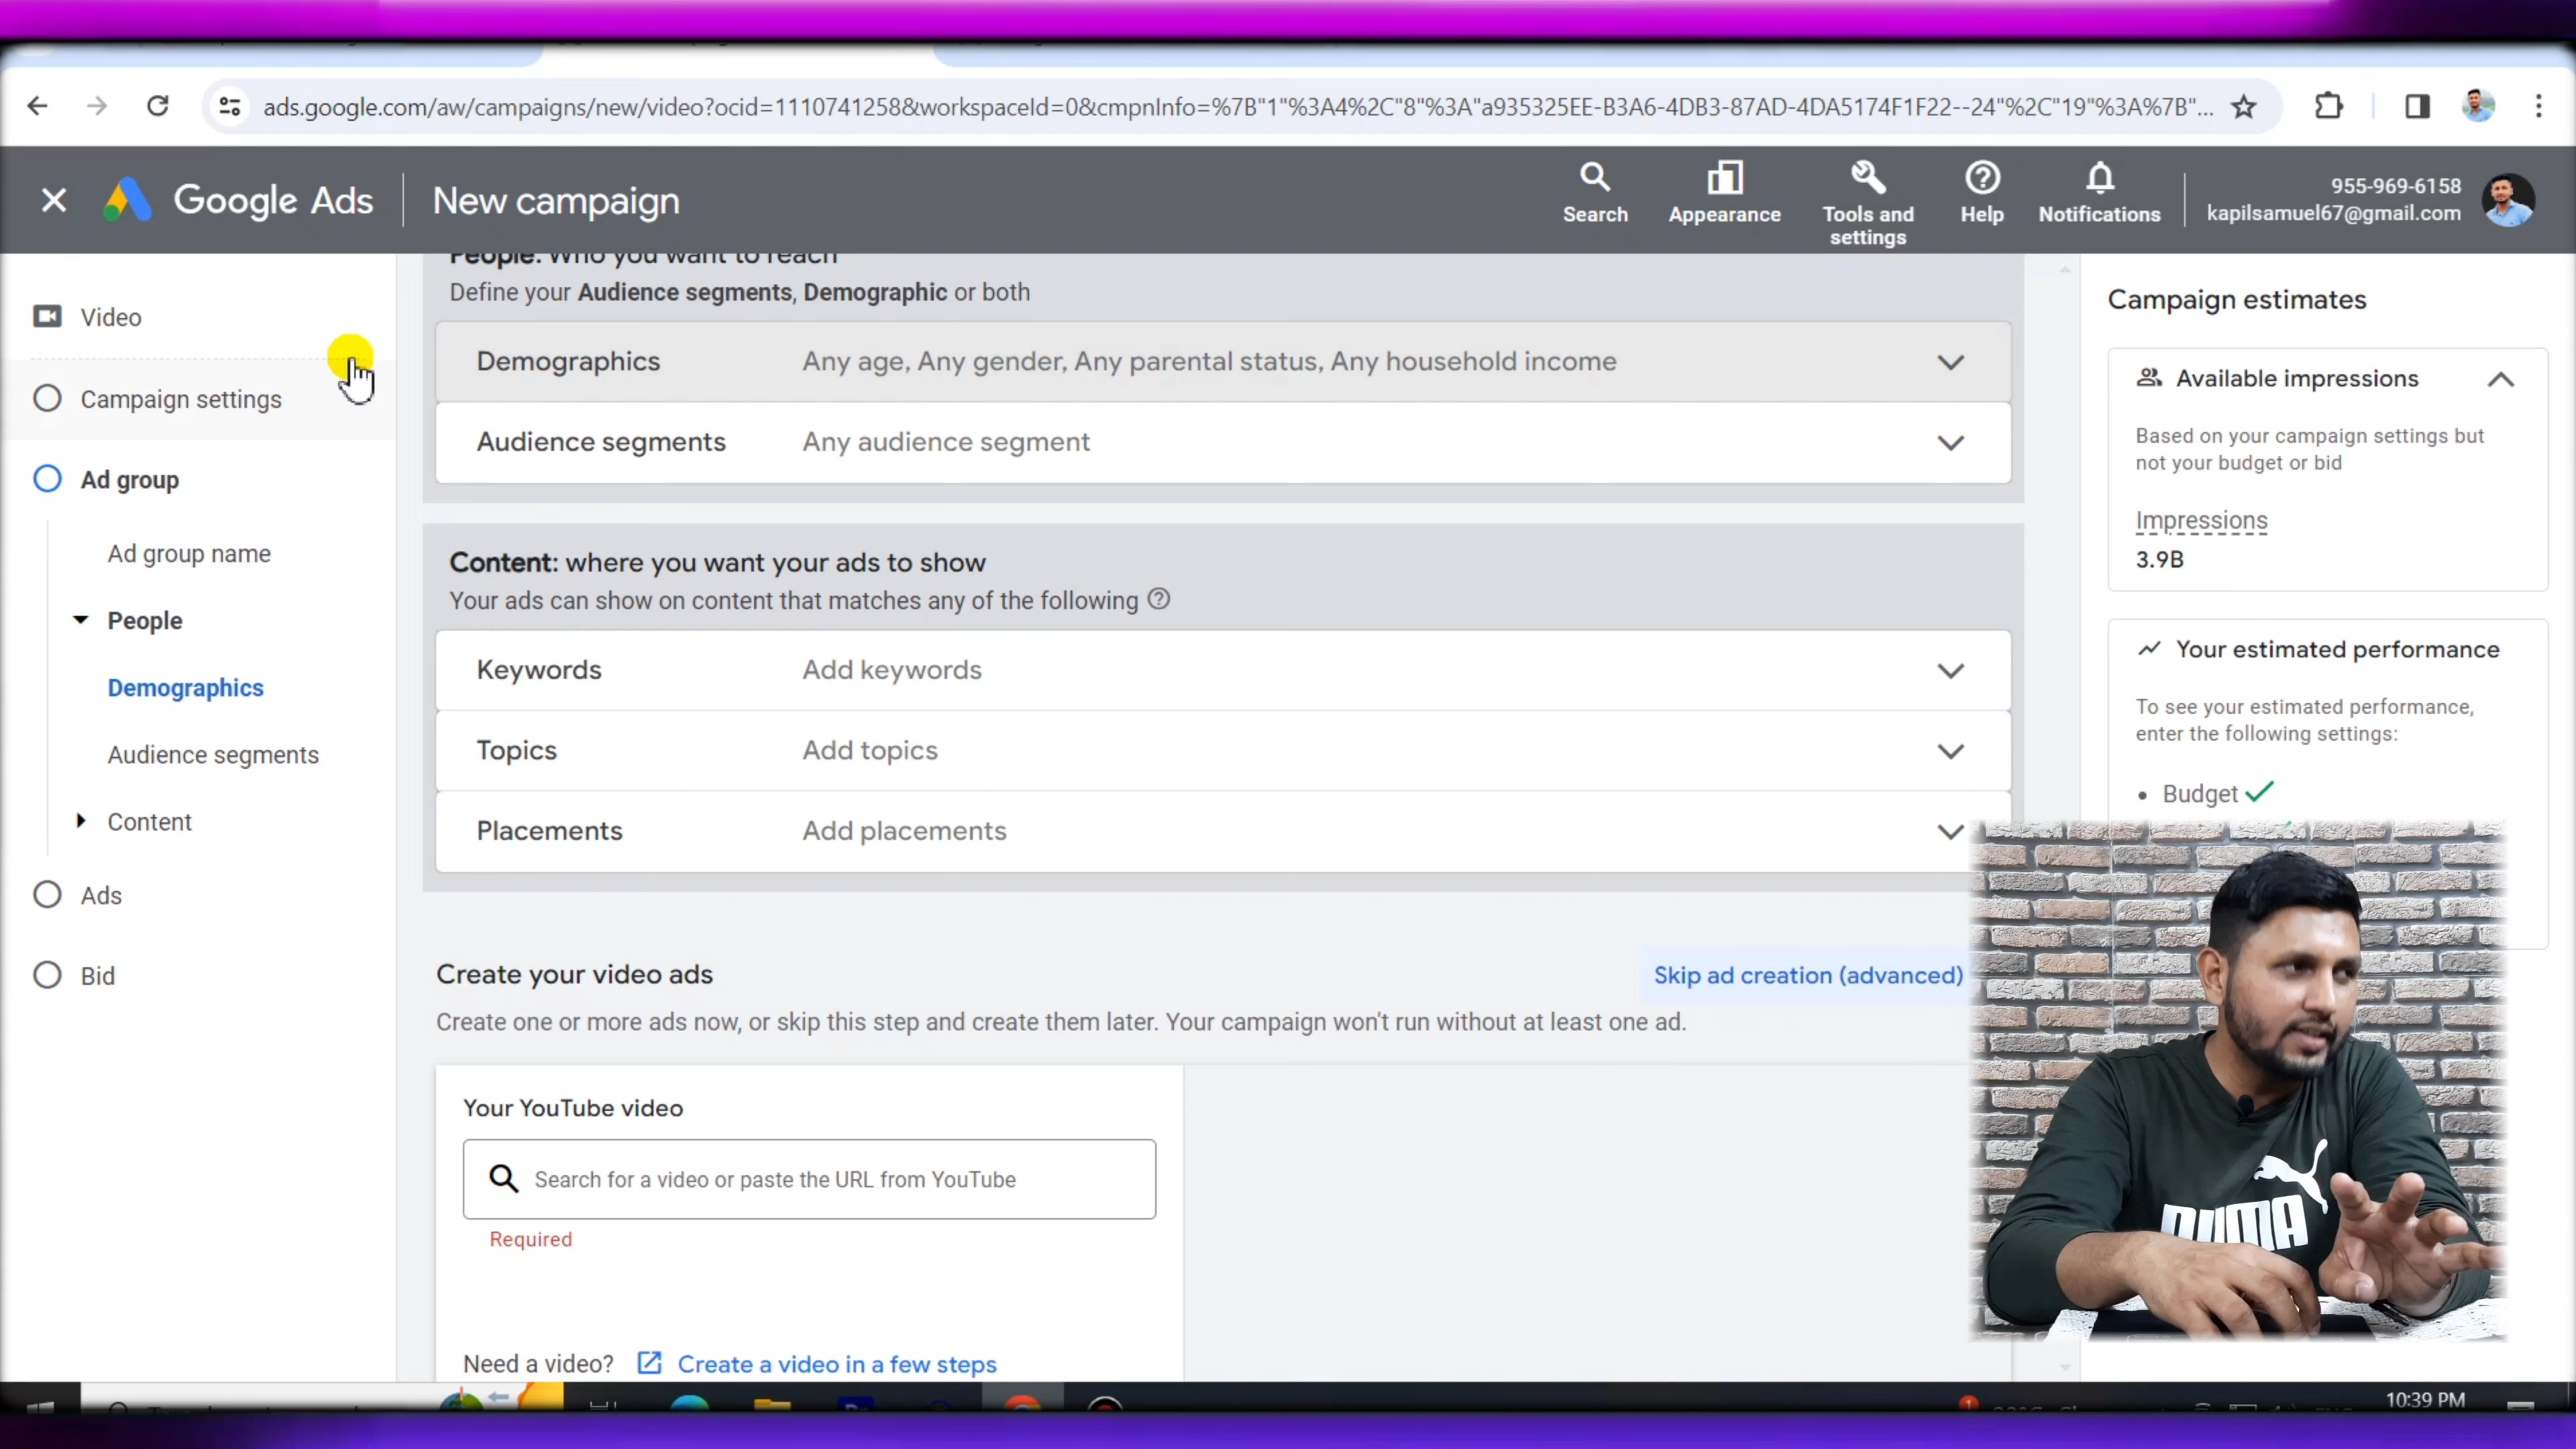 ads.google.com/aw/campaigns/new/video?ocid=1110741258&workspaceId=0&cmpnInfo=%7B"1"%3A4%2C"8"%3A"a935325EE-B3A6-4DB3-87AD-4DA5174F1F22--24"%2C"19"%3A%7B"...
Google Ads
New campaign
Search
Appearance
Tools and
settings
Help
Notifications
955-969-6158
kapilsamuel67@gmail.com
Video
Campaign settings
Ad group
Ad group name
People
Demographics
Audience segments
Content
Ads
Bid
People: Who you want to reach
Define your Audience segments, Demographic or both
Demographics Any age, Any gender, Any parental status, Any household income
Audience segments Any audience segment
Content: where you want your ads to show
Your ads can show on content that matches any of the following
Keywords Add keywords
Topics Add topics
Placements Add placements
Create your video ads
Skip ad creation (advanced)
Create one or more ads now, or skip this step and create them later. Your campaign won't run without at least one ad.
Your YouTube video
Search for a video or paste the URL from YouTube
Required
Need a video? Create a video in a few steps
Campaign estimates
Available impressions
Based on your campaign settings but
not your budget or bid
Impressions
3.9B
Your estimated performance
To see your estimated performance,
enter the following settings:
• Budget
PUMA
10:39 PM